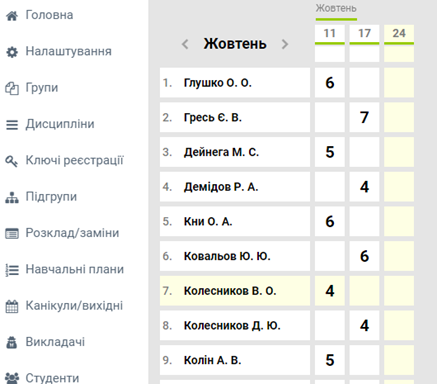 Головна
Налаштування
Групи
Дисципліни
Ключі реєстрації
Підгрупи
Розклад/заміни
Навчальні плани
Канікули/вихідні
Викладачі
Студенти
Жовтень
Жовтень 11 17 24
1. Глушко О. О. 6
2. Гресь Є. В. 7
3. Дейнега М. С. 5
4. Демідов Р. А. 4
5. Кни О. А. 6
6. Ковальов Ю. Ю. 6
7. Колесников В. О. 4
8. Колесников Д. Ю. 4
9. Колін А. В. 5